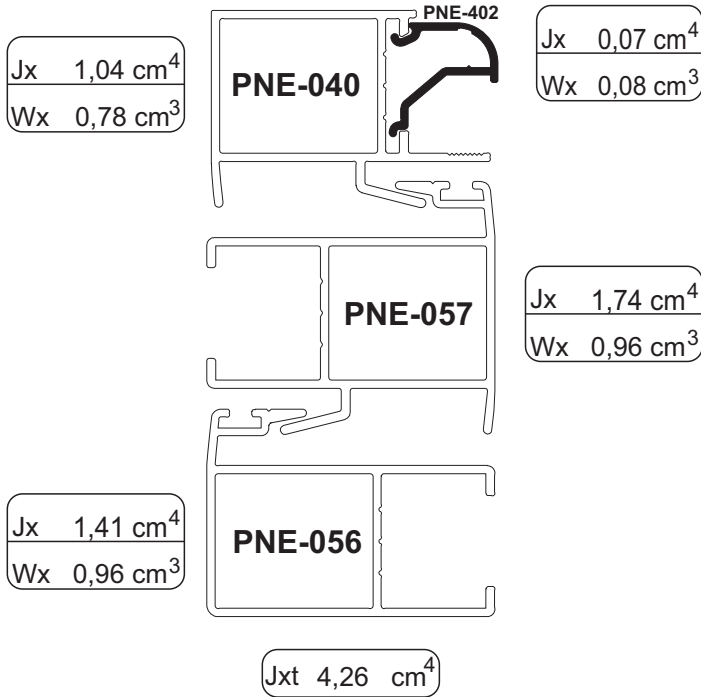 PNE-402
Jx 1,04 cm⁴
Wx 0,78 cm³
PNE-040
Jx 0,07 cm⁴
Wx 0,08 cm³
PNE-057
Jx 1,74 cm⁴
Wx 0,96 cm³
Jx 1,41 cm⁴
Wx 0,96 cm³
PNE-056
Jxt 4,26 cm⁴